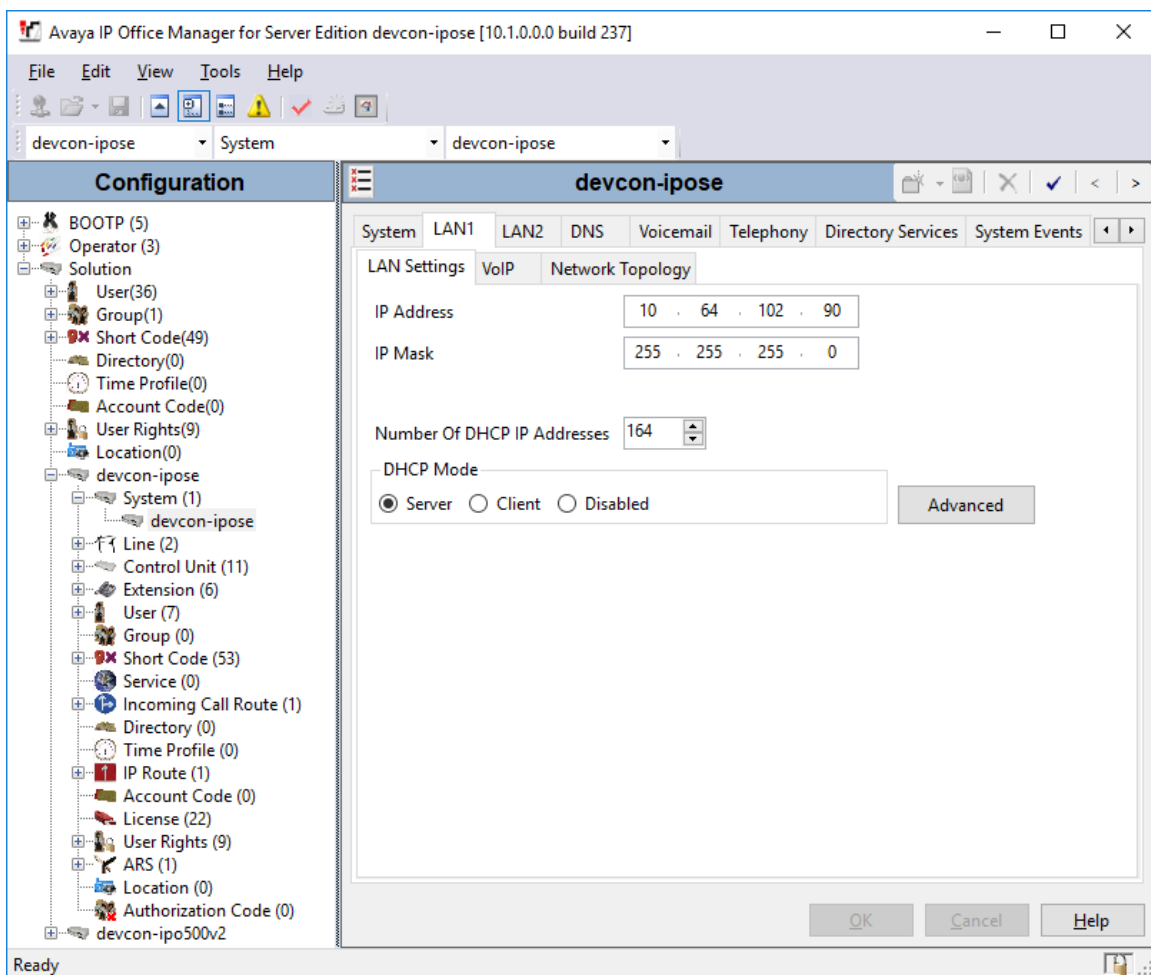 Avaya IP Office Manager for Server Edition devcon-ipose [10.1.0.0.0 build 237]
File Edit View Tools Help
devcon-ipose System devcon-ipose
Configuration
BOOTP (5)
Operator (3)
Solution
User(36)
Group(1)
Short Code(49)
Directory(0)
Time Profile(0)
Account Code(0)
User Rights(9)
Location(0)
devcon-ipose
System (1)
devcon-ipose
Line (2)
Control Unit (11)
Extension (6)
User (7)
Group (0)
Short Code (53)
Service (0)
Incoming Call Route (1)
Directory (0)
Time Profile (0)
IP Route (1)
Account Code (0)
License (22)
User Rights (9)
ARS (1)
Location (0)
Authorization Code (0)
devcon-ipo500v2
devcon-ipose
System LAN1 LAN2 DNS Voicemail Telephony Directory Services System Events
LAN Settings VoIP Network Topology
IP Address 10 . 64 . 102 . 90
IP Mask 255 . 255 . 255 . 0
Number Of DHCP IP Addresses 164
DHCP Mode
Server Client Disabled Advanced
OK Cancel Help
Ready